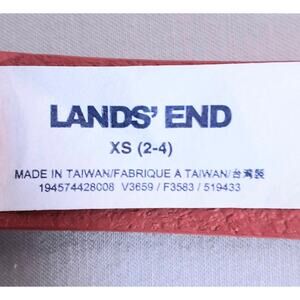 LANDS' END
XS (2-4)
MADE IN TAIWAN/FABRIQUE À TAIWAN/台灣製
194574428008 V3659 / F3583 / 519433